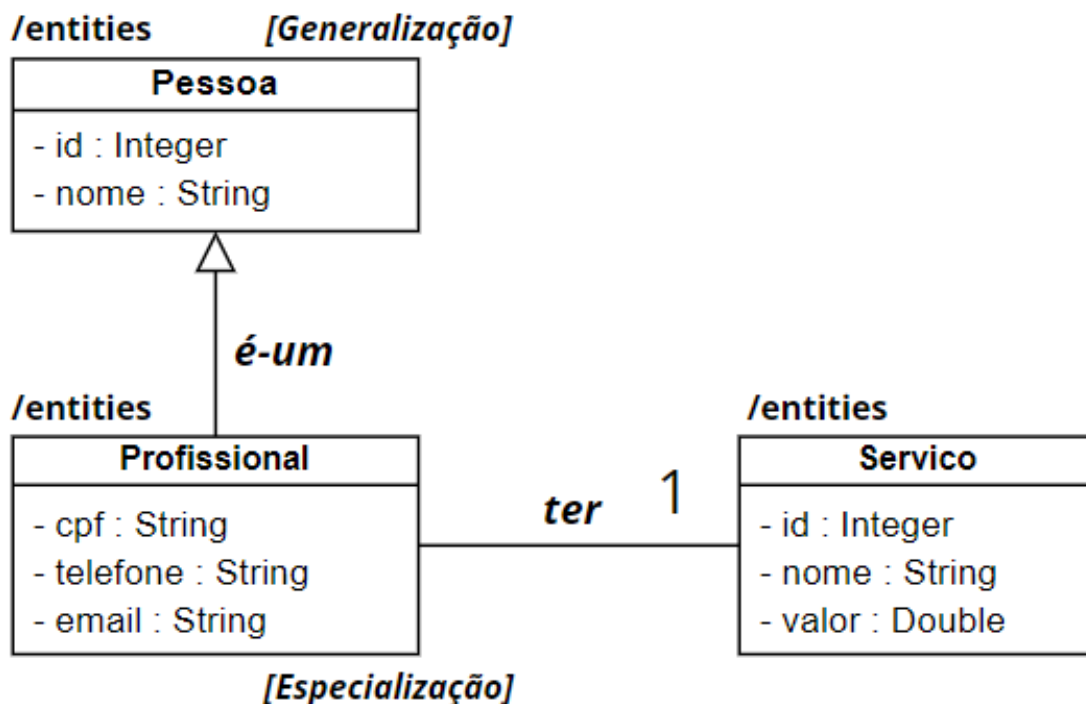 /entities [Generalização]
Pessoa
- id : Integer
- nome : String
é-um
/entities
Profissional
- cpf : String
- telefone : String
- email : String
[Especialização]
ter 1
/entities
Servico
- id : Integer
- nome : String
- valor : Double